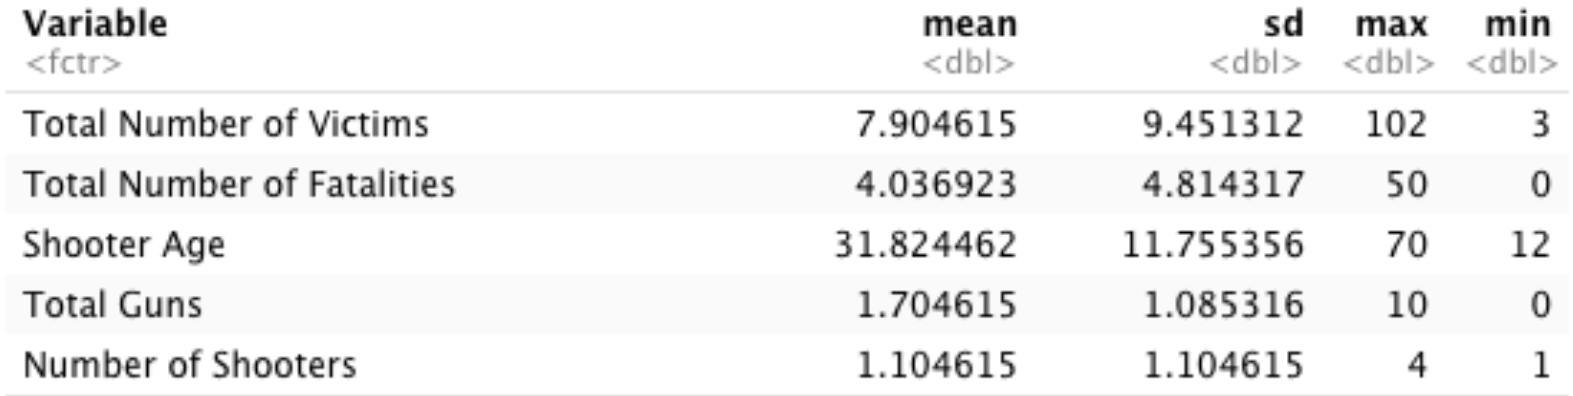 Variable mean sd max min
<fctr> <dbl> <dbl> <dbl> <dbl>
Total Number of Victims 7.904615 9.451312 102 3
Total Number of Fatalities 4.036923 4.814317 50 0
Shooter Age 31.824462 11.755356 70 12
Total Guns 1.704615 1.085316 10 0
Number of Shooters 1.104615 1.104615 4 1